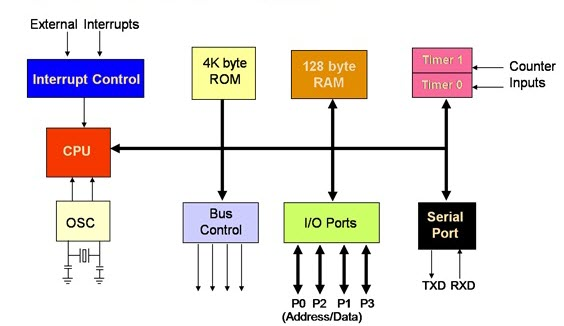 External Interrupts
Interrupt Control
4K byte
ROM
128 byte
RAM
Timer 1
Timer 0
Counter
Inputs
CPU
OSC
Bus
Control
I/O Ports
Serial
Port
TXD RXD
P0 P2 P1 P3
(Address/Data)